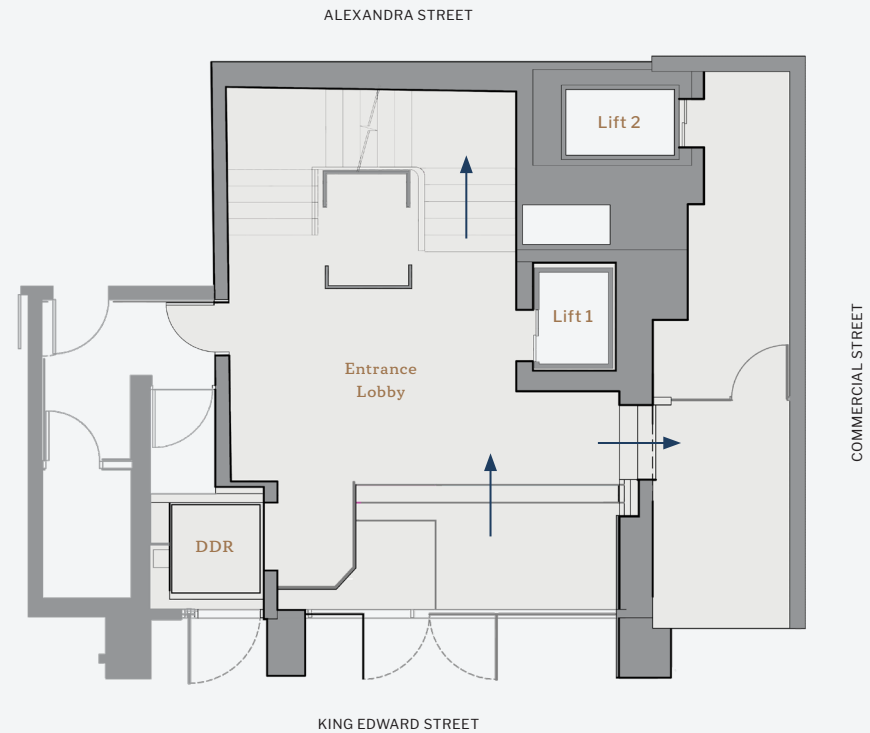 ALEXANDRA STREET
Lift 2
Lift 1
Entrance
Lobby
COMMERCIAL STREET
DDR
KING EDWARD STREET